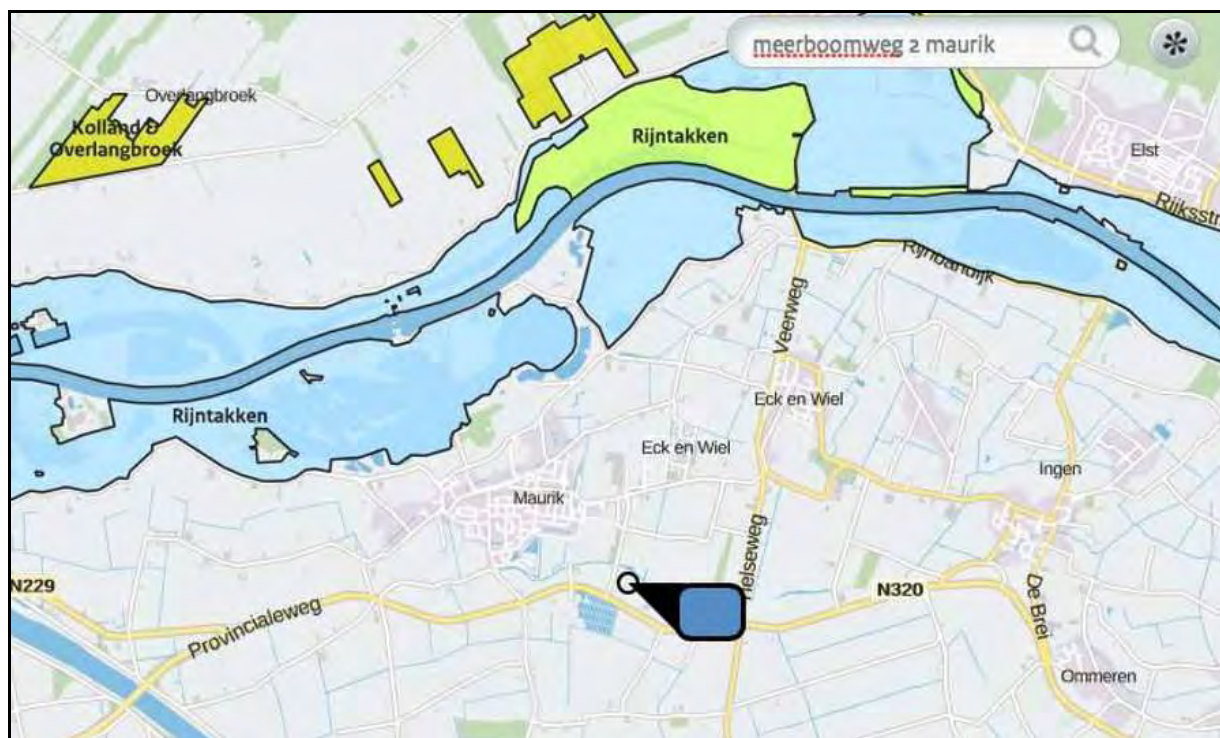 meerboomweg 2 maurik
Overlangbroek
Kolland &
Overlangbroek
Rijntakken
Elst
Rijksstr
Rijnbandijk
Veerweg
Rijntakken
Eck en Wiel
Eck en Wiel
Ingen
Maurik
Tielseweg
N229
N320
De Brei
Provincialeweg
Ommeren